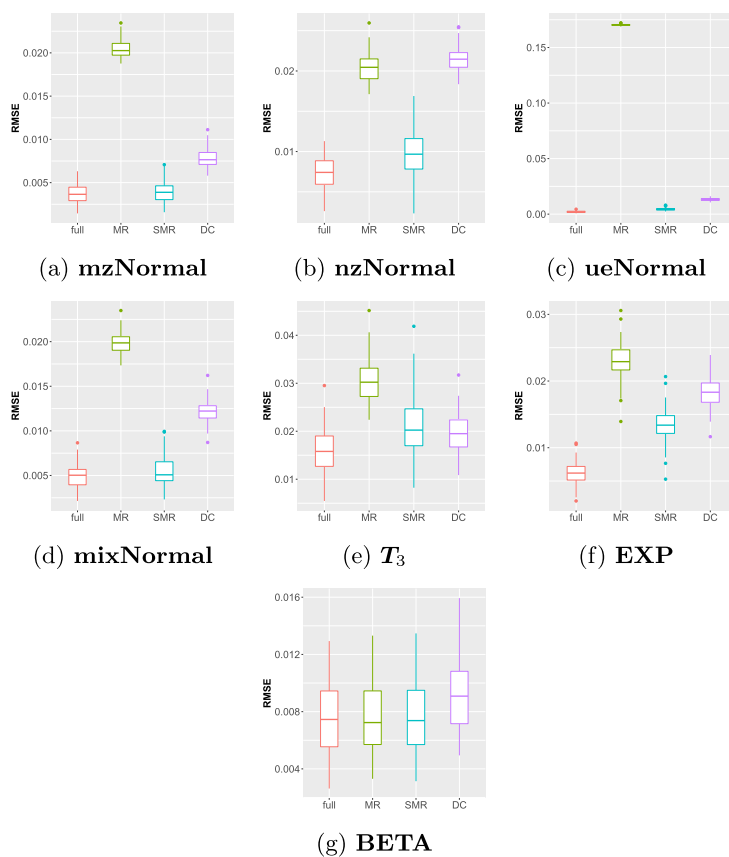 RMSE
0.020
0.015
0.010
0.005
full MR SMR DC
(a) mzNormal
RMSE
0.02
0.01
full MR SMR DC
(b) nzNormal
RMSE
0.15
0.10
0.05
0.00
full MR SMR DC
(c) ueNormal
RMSE
0.020
0.015
0.010
0.005
full MR SMR DC
(d) mixNormal
RMSE
0.04
0.03
0.02
0.01
full MR SMR DC
(e) T₃
RMSE
0.03
0.02
0.01
full MR SMR DC
(f) EXP
RMSE
0.016
0.012
0.008
0.004
full MR SMR DC
(g) BETA